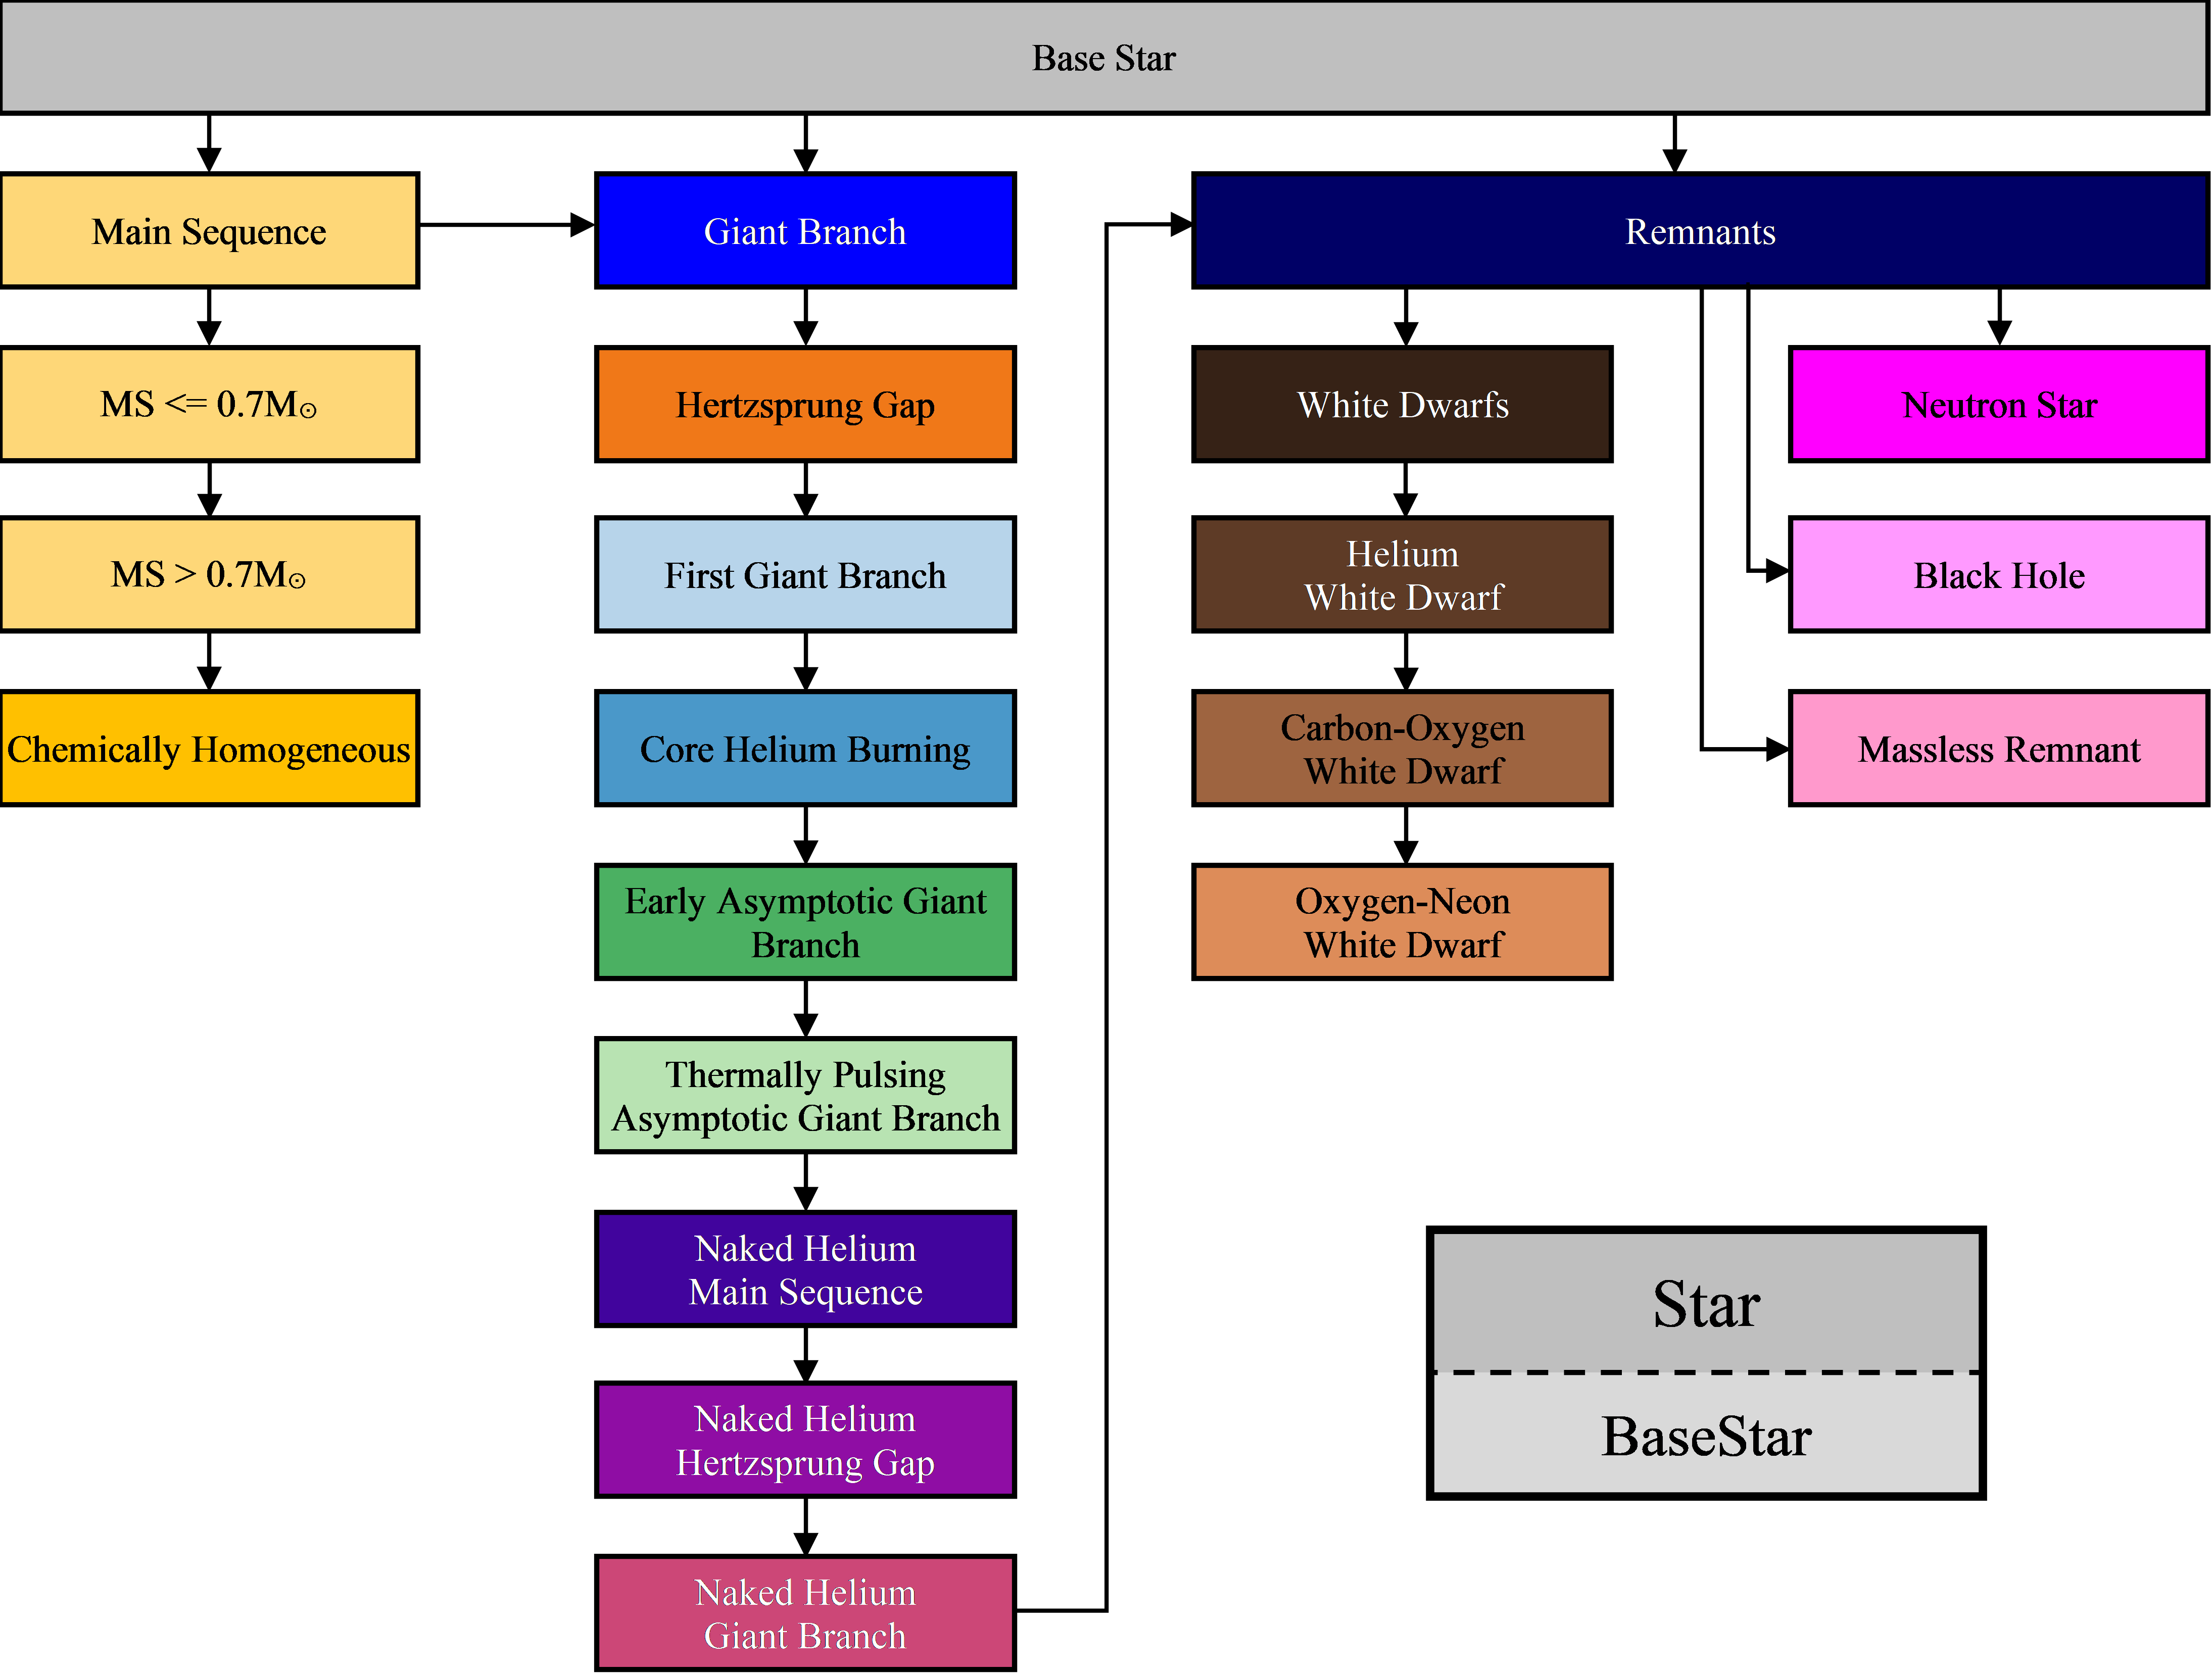 Base Star
Main Sequence
Giant Branch
Remnants
MS <= 0.7M☉
Hertzsprung Gap
White Dwarfs
Neutron Star
MS > 0.7M☉
First Giant Branch
Helium
White Dwarf
Black Hole
Chemically Homogeneous
Core Helium Burning
Carbon-Oxygen
White Dwarf
Massless Remnant
Early Asymptotic Giant
Branch
Oxygen-Neon
White Dwarf
Thermally Pulsing
Asymptotic Giant Branch
Naked Helium
Main Sequence
Naked Helium
Hertzsprung Gap
Naked Helium
Giant Branch
Star
BaseStar